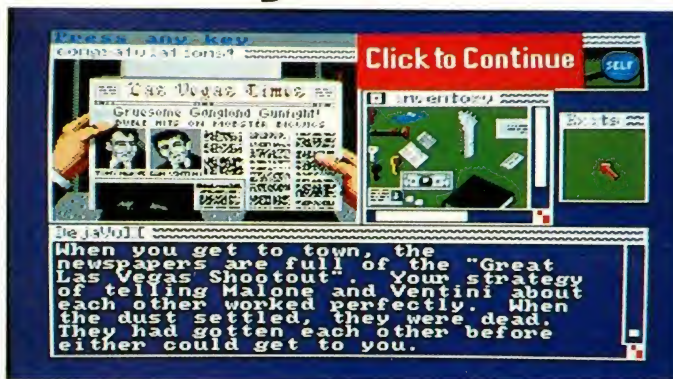 Press any key
congratulations!
Click to Continue
SELF
Las Vegas Times
Gruesome Gangland Gunfight!
inventory
Exits
DejaVuII
When you get to town, the
newspapers are full of the "Great
Las Vegas Shootout". Your strategy
of telling Malone and Ventini about
each other worked perfectly. When
the dust settled, they were dead.
They had gotten each other before
either could get to you.